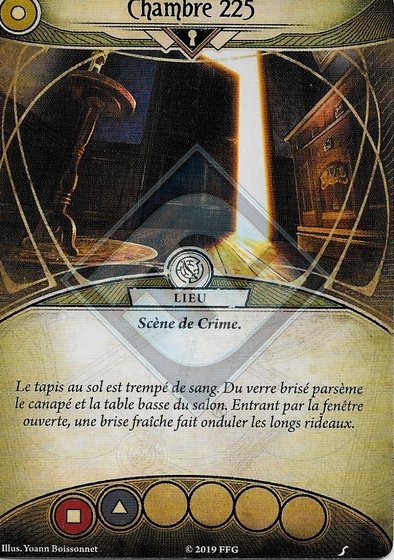 Chambre 225
LIEU
Scène de Crime.
Le tapis au sol est trempé de sang. Du verre brisé parsème
le canapé et la table basse du salon. Entrant par la fenêtre
ouverte, une brise fraîche fait onduler les longs rideaux.
Illus. Yoann Boissonnet
© 2019 FFG